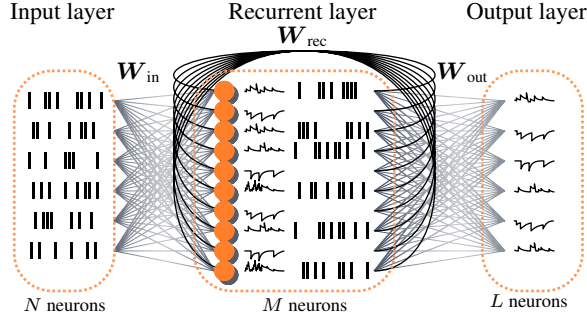 Input layer
Recurrent layer
Output layer
W_rec
W_in
W_out
N neurons
M neurons
L neurons